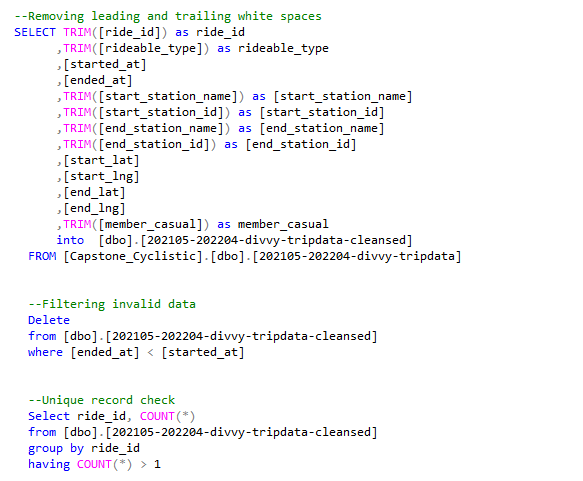 --Removing leading and trailing white spaces
SELECT TRIM([ride_id]) as ride_id
,TRIM([rideable_type]) as rideable_type
,[started_at]
,[ended_at]
,TRIM([start_station_name]) as [start_station_name]
,TRIM([start_station_id]) as [start_station_id]
,TRIM([end_station_name]) as [end_station_name]
,TRIM([end_station_id]) as [end_station_id]
,[start_lat]
,[start_lng]
,[end_lat]
,[end_lng]
,TRIM([member_casual]) as member_casual
into  [dbo].[202105-202204-divvy-tripdata-cleansed]
FROM [Capstone_Cyclistic].[dbo].[202105-202204-divvy-tripdata]
--Filtering invalid data
Delete
from [dbo].[202105-202204-divvy-tripdata-cleansed]
where [ended_at] < [started_at]
--Unique record check
Select ride_id, COUNT(*)
from [dbo].[202105-202204-divvy-tripdata-cleansed]
group by ride_id
having COUNT(*) > 1